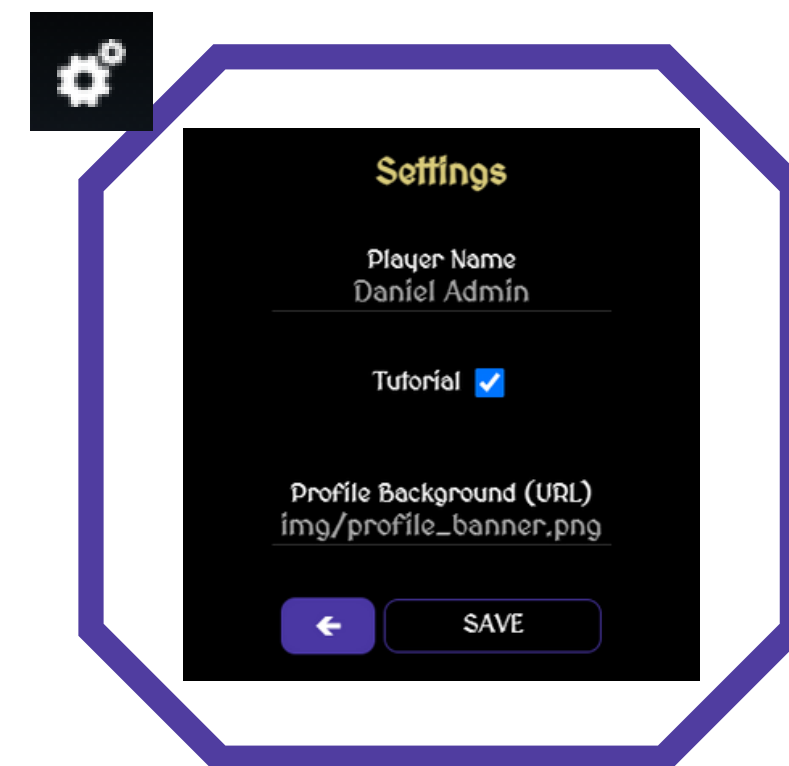 Settings
Player Name
Daniel Admin
Tutorial
Profile Background (URL)
img/profile_banner.png
SAVE